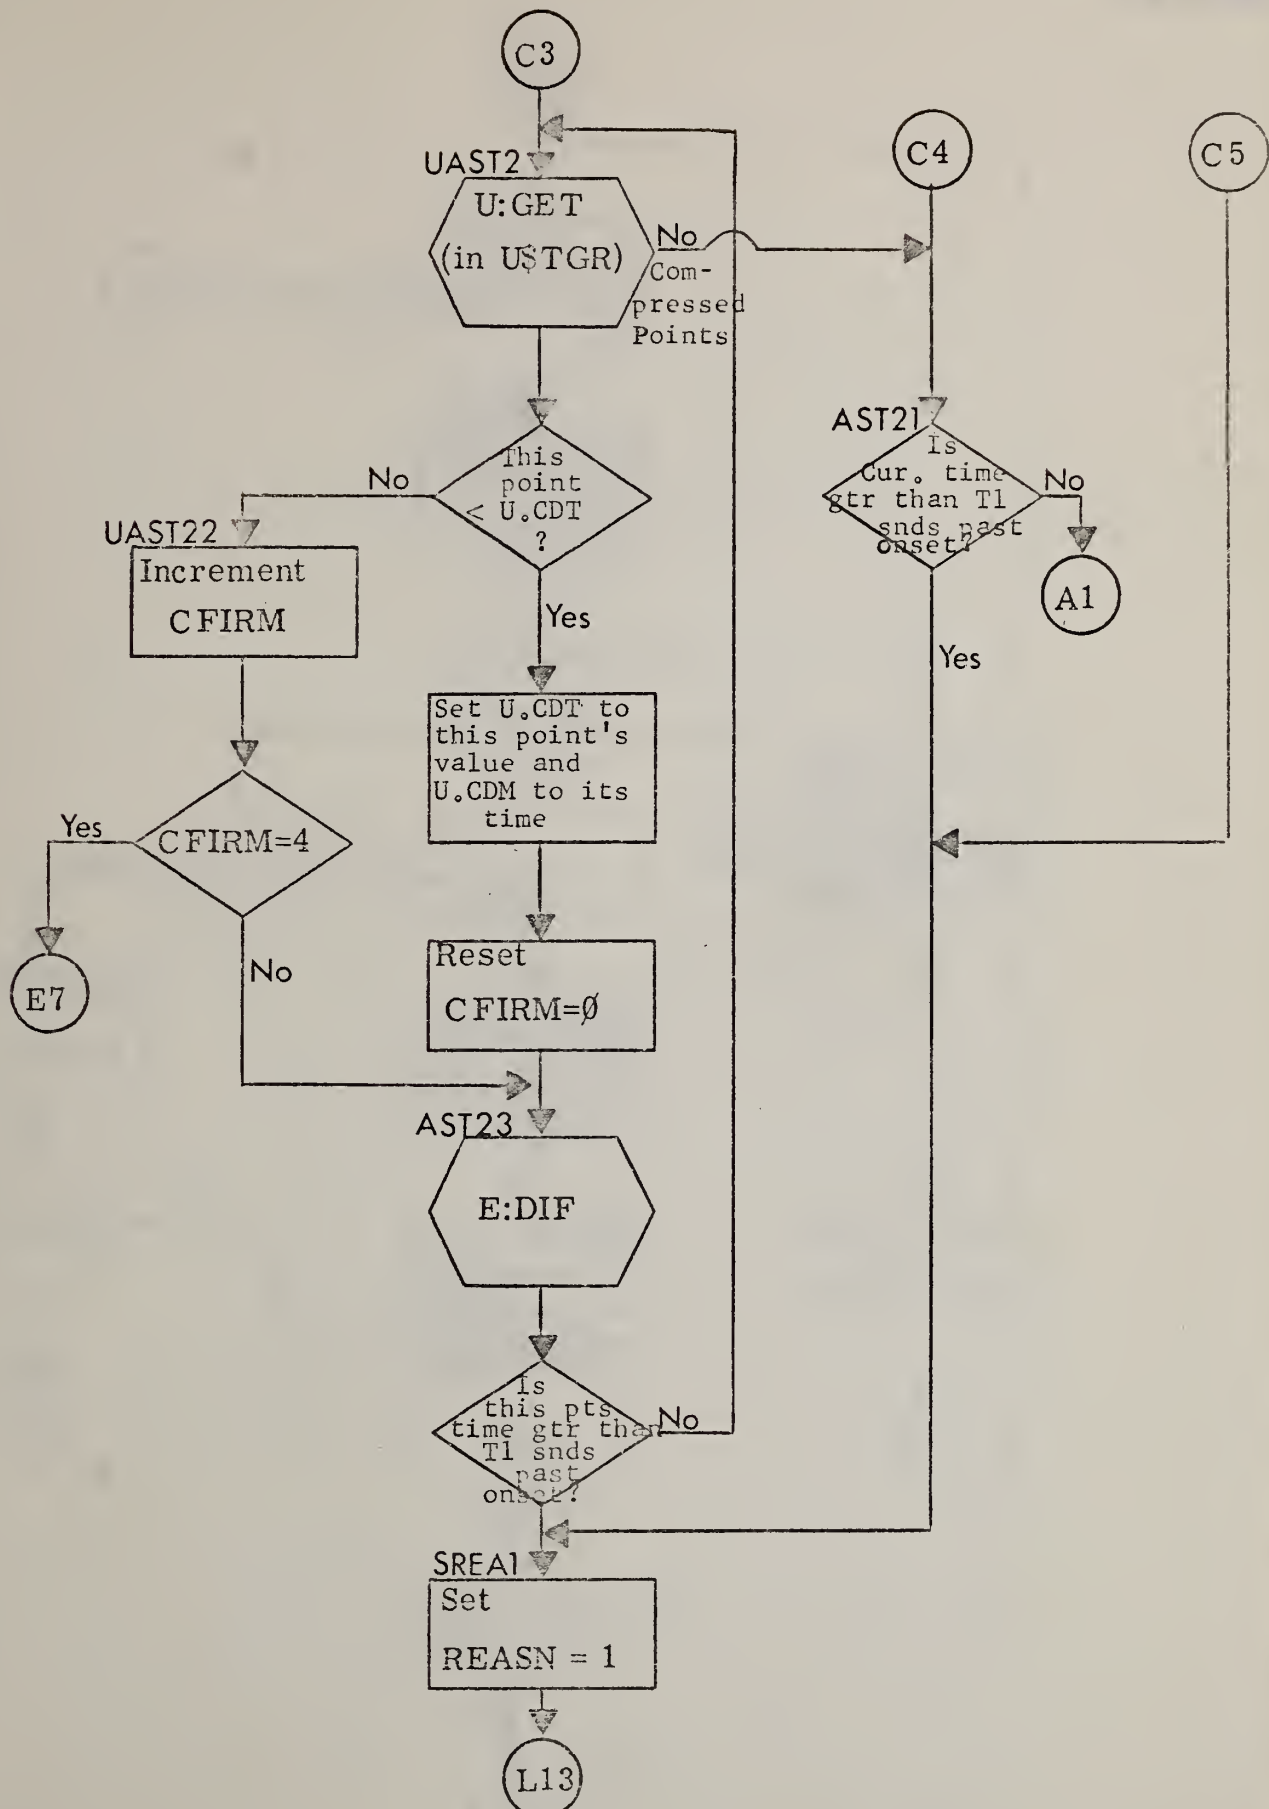 C3
C4
C5
UAST2
U:GET
(in U$TGR)
No
Com-
pressed
Points
This
point
< U.CDT
?
No
Yes
UAST22
Increment
CFIRM
AST21
Is
Cur. time
gtr than T1
snds past
onset?
No
A1
Yes
Set U.CDT to
this point's
value and
U.CDM to its
time
CFIRM=4
Yes
No
E7
Reset
CFIRM=Ø
AST23
E:DIF
Is
this pts
time gtr than
T1 snds
past
onset?
No
SREA1
Set
REASN = 1
L13